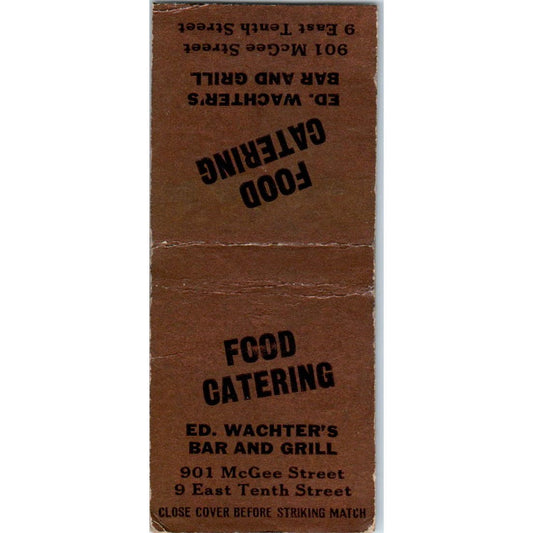 9 East Tenth Street
901 McGee Street
BAR AND GRILL
ED. WACHTER'S
CATERING
FOOD
FOOD
CATERING
ED. WACHTER'S
BAR AND GRILL
901 McGee Street
9 East Tenth Street
CLOSE COVER BEFORE STRIKING MATCH